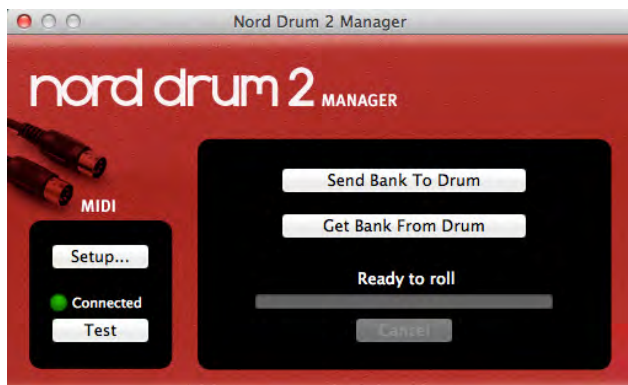 Nord Drum 2 Manager
nord drum 2 MANAGER
MIDI
Setup...
Connected
Test
Send Bank To Drum
Get Bank From Drum
Ready to roll
Cancel